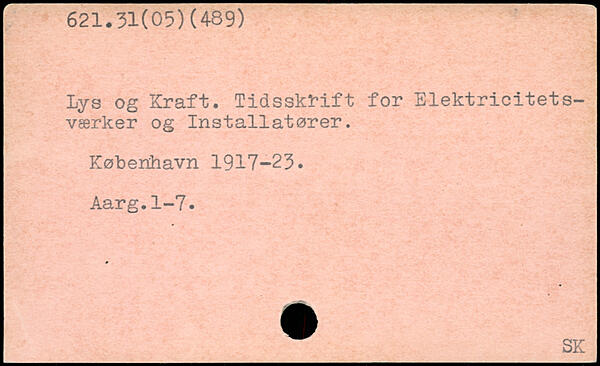 621.31(05)(489)
Lys og Kraft. Tidsskrift for Elektricitets-
værker og Installatører.
København 1917-23.
Aarg.1-7.
SK